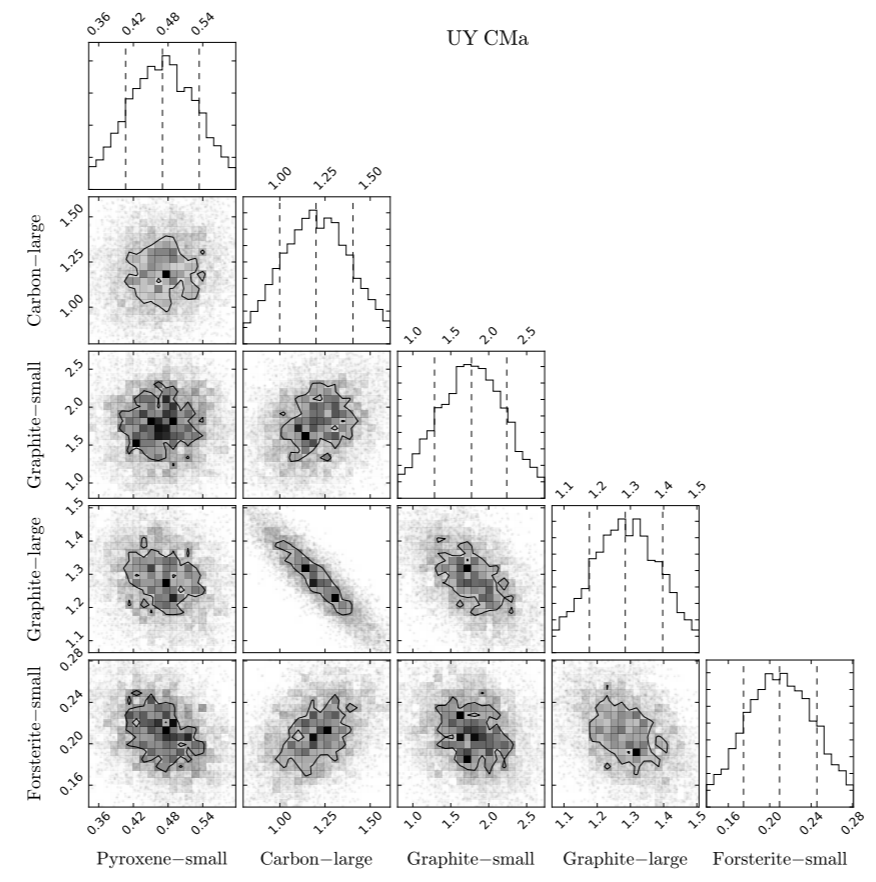 0.36 0.42 0.48 0.54
UY CMa
1.00 1.25 1.50
Carbon−large
1.50
1.25
1.00
1.0 1.5 2.0 2.5
Graphite−small
2.5
2.0
1.5
1.0
1.1 1.2 1.3 1.4 1.5
Graphite−large
1.5
1.4
1.3
1.2
1.1
Forsterite−small
0.28
0.24
0.20
0.16
0.36 0.42 0.48 0.54 1.00 1.25 1.50 1.0 1.5 2.0 2.5 1.1 1.2 1.3 1.4 1.5 0.16 0.20 0.24 0.28
Pyroxene−small Carbon−large Graphite−small Graphite−large Forsterite−small